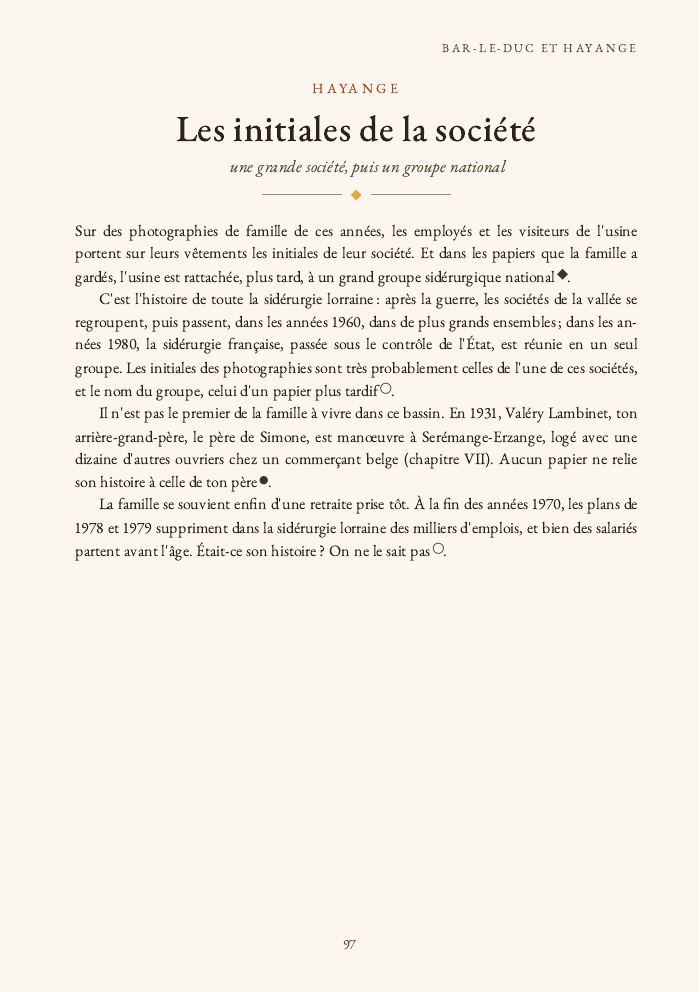 BAR-LE-DUC ET HAYANGE
HAYANGE
Les initiales de la société
une grande société, puis un groupe national
Sur des photographies de famille de ces années, les employés et les visiteurs de l'usine
portent sur leurs vêtements les initiales de leur société. Et dans les papiers que la famille a
gardés, l'usine est rattachée, plus tard, à un grand groupe sidérurgique national◆.
C'est l'histoire de toute la sidérurgie lorraine : après la guerre, les sociétés de la vallée se
regroupent, puis passent, dans les années 1960, dans de plus grands ensembles ; dans les an-
nées 1980, la sidérurgie française, passée sous le contrôle de l'État, est réunie en un seul
groupe. Les initiales des photographies sont très probablement celles de l'une de ces sociétés,
et le nom du groupe, celui d'un papier plus tardif○.
Il n'est pas le premier de la famille à vivre dans ce bassin. En 1931, Valéry Lambinet, ton
arrière-grand-père, le père de Simone, est manœuvre à Serémange-Erzange, logé avec une
dizaine d'autres ouvriers chez un commerçant belge (chapitre VII). Aucun papier ne relie
son histoire à celle de ton père●.
La famille se souvient enfin d'une retraite prise tôt. À la fin des années 1970, les plans de
1978 et 1979 suppriment dans la sidérurgie lorraine des milliers d'emplois, et bien des salariés
partent avant l'âge. Était-ce son histoire ? On ne le sait pas○.
97